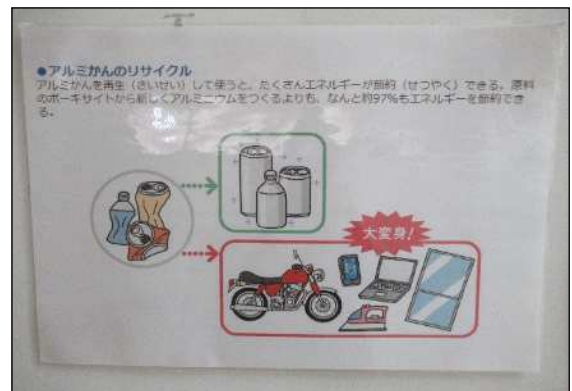 ●アルミかんのリサイクル
アルミかんを再生（さいせい）して使うと、たくさんエネルギーが節約（せつやく）できる。原料
のボーキサイトから新しくアルミニウムをつくるよりも、なんと約97%もエネルギーを節約でき
る。
大変身！